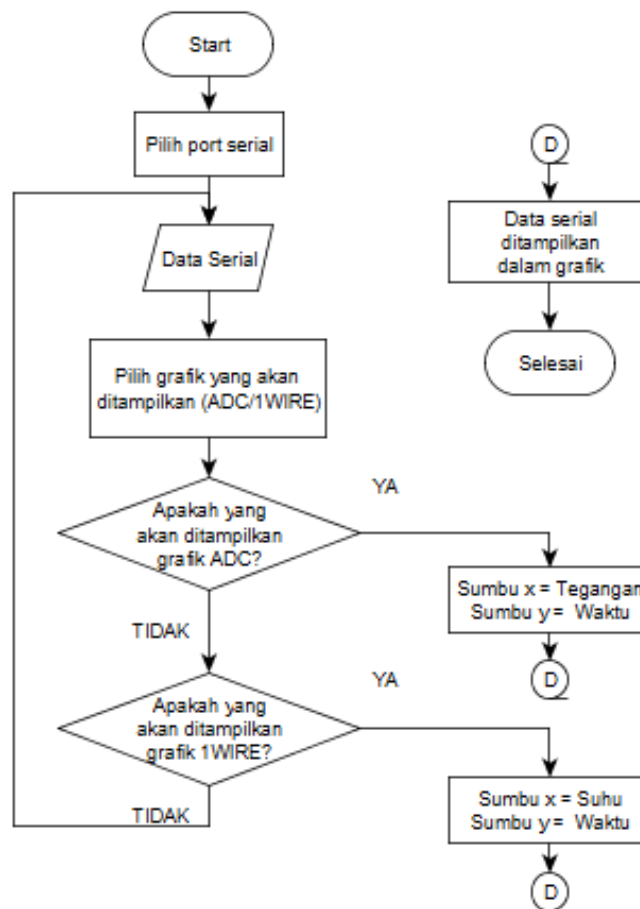 Start
Pilih port serial
Data Serial
Pilih grafik yang akan
ditampilkan (ADC/1WIRE)
Apakah yang
akan ditampilkan
grafik ADC?
YA
TIDAK
Sumbu x = Tegangan
Sumbu y = Waktu
D
Apakah yang
akan ditampilkan
grafik 1WIRE?
YA
TIDAK
Sumbu x = Suhu
Sumbu y = Waktu
D
D
Data serial
ditampilkan
dalam grafik
Selesai